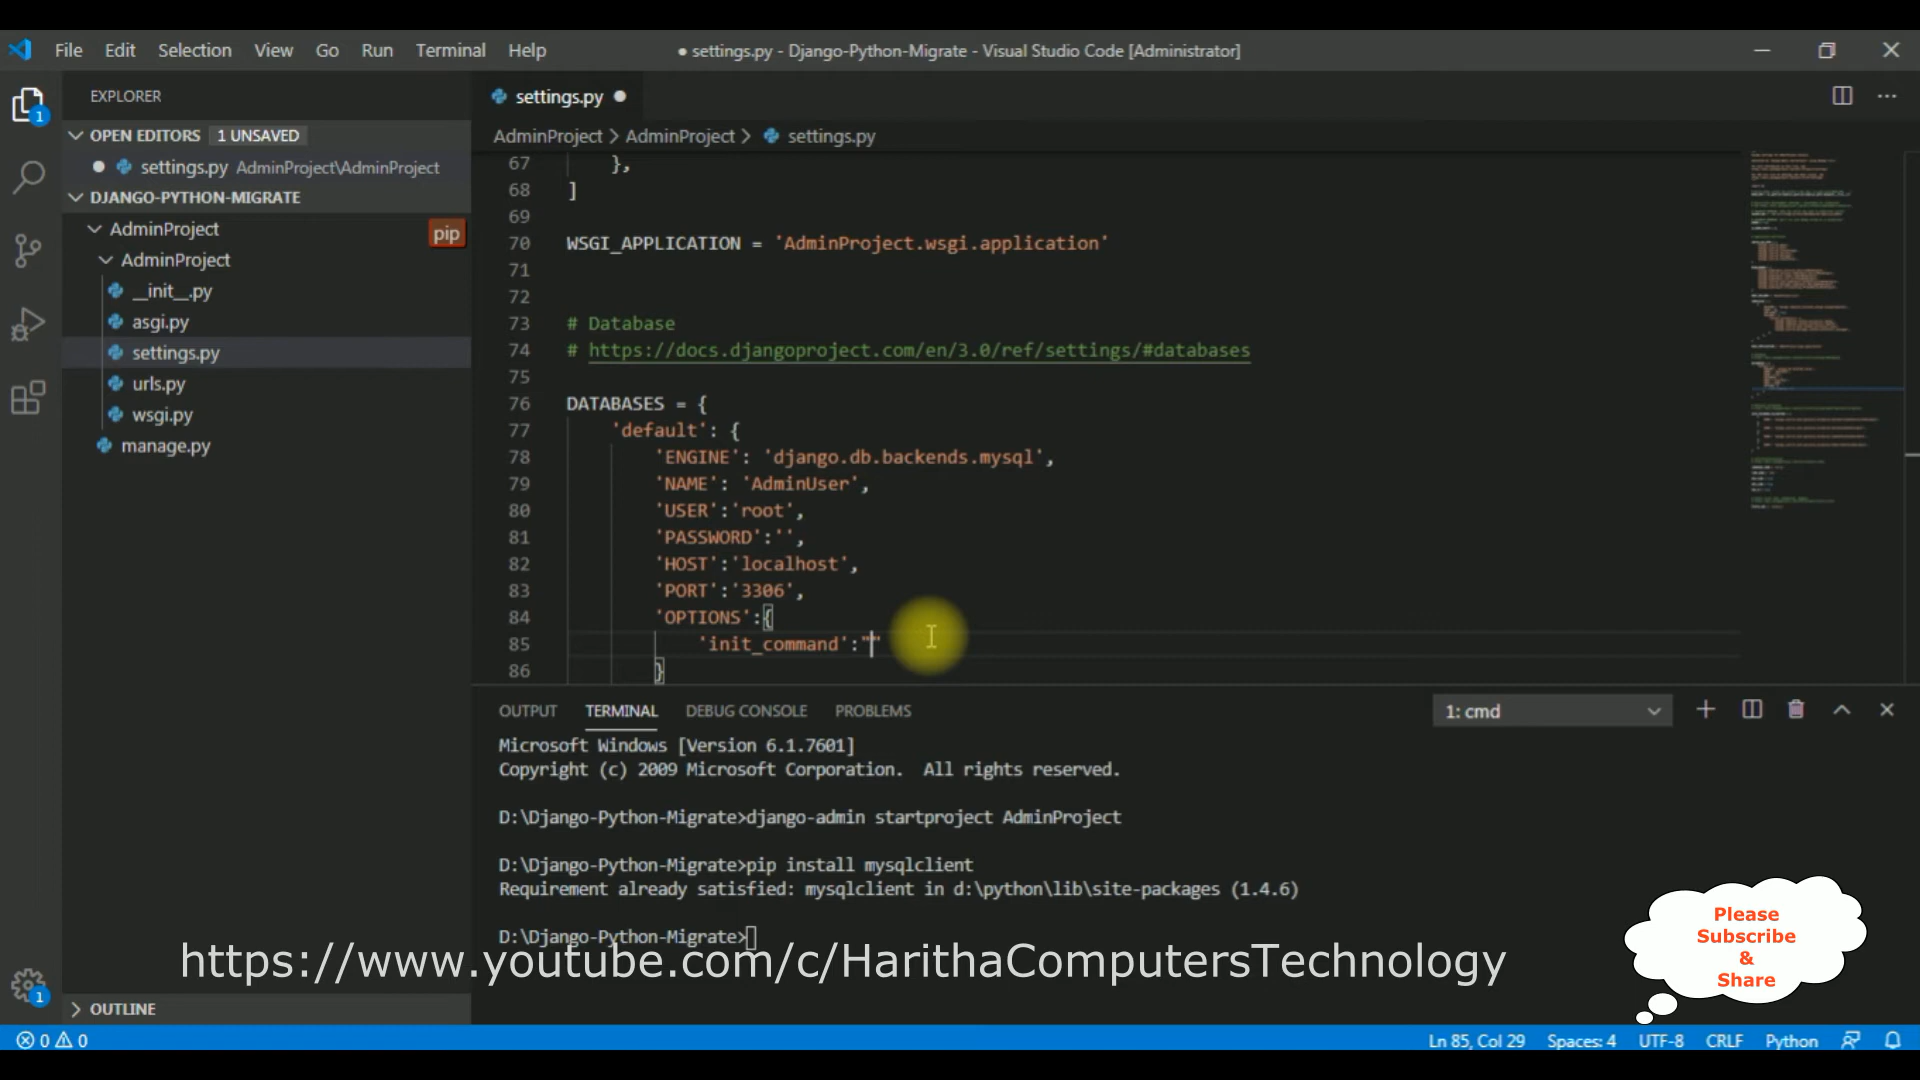 File Edit Selection View Go Run Terminal Help
● settings.py - Django-Python-Migrate - Visual Studio Code [Administrator]
EXPLORER
settings.py
OPEN EDITORS 1 UNSAVED
AdminProject > AdminProject > settings.py
settings.py AdminProject\AdminProject
DJANGO-PYTHON-MIGRATE
AdminProject
pip
AdminProject
__init__.py
asgi.py
settings.py
urls.py
wsgi.py
manage.py
67 },
68 ]
69
70 WSGI_APPLICATION = 'AdminProject.wsgi.application'
71
72
73 # Database
74 # https://docs.djangoproject.com/en/3.0/ref/settings/#databases
75
76 DATABASES = {
77 'default': {
78 'ENGINE': 'django.db.backends.mysql',
79 'NAME': 'AdminUser',
80 'USER':'root',
81 'PASSWORD':'',
82 'HOST':'localhost',
83 'PORT':'3306',
84 'OPTIONS':{
85 'init_command':""
86 }
OUTPUT TERMINAL DEBUG CONSOLE PROBLEMS
1: cmd
Microsoft Windows [Version 6.1.7601]
Copyright (c) 2009 Microsoft Corporation. All rights reserved.
D:\Django-Python-Migrate>django-admin startproject AdminProject
D:\Django-Python-Migrate>pip install mysqlclient
Requirement already satisfied: mysqlclient in d:\python\lib\site-packages (1.4.6)
D:\Django-Python-Migrate>
https://www.youtube.com/c/HarithaComputersTechnology
Please
Subscribe
&
Share
1
1
OUTLINE
0 0
Ln 85, Col 29 Spaces: 4 UTF-8 CRLF Python